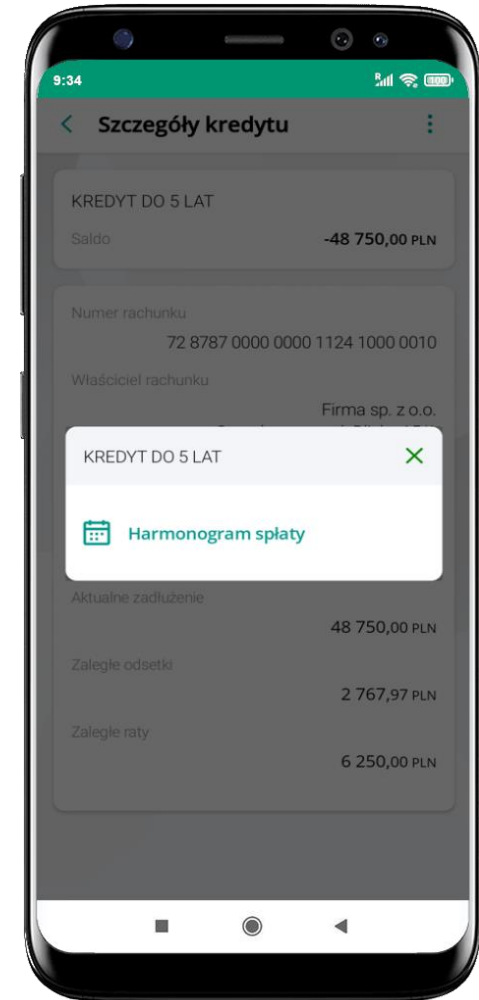 9:34
Szczegóły kredytu
KREDYT DO 5 LAT
Saldo -48 750,00 PLN
Numer rachunku
72 8787 0000 0000 1124 1000 0010
Właściciel rachunku
Firma sp. z o.o.
KREDYT DO 5 LAT
Harmonogram spłaty
Aktualne zadłużenie
48 750,00 PLN
Zaległe odsetki
2 767,97 PLN
Zaległe raty
6 250,00 PLN